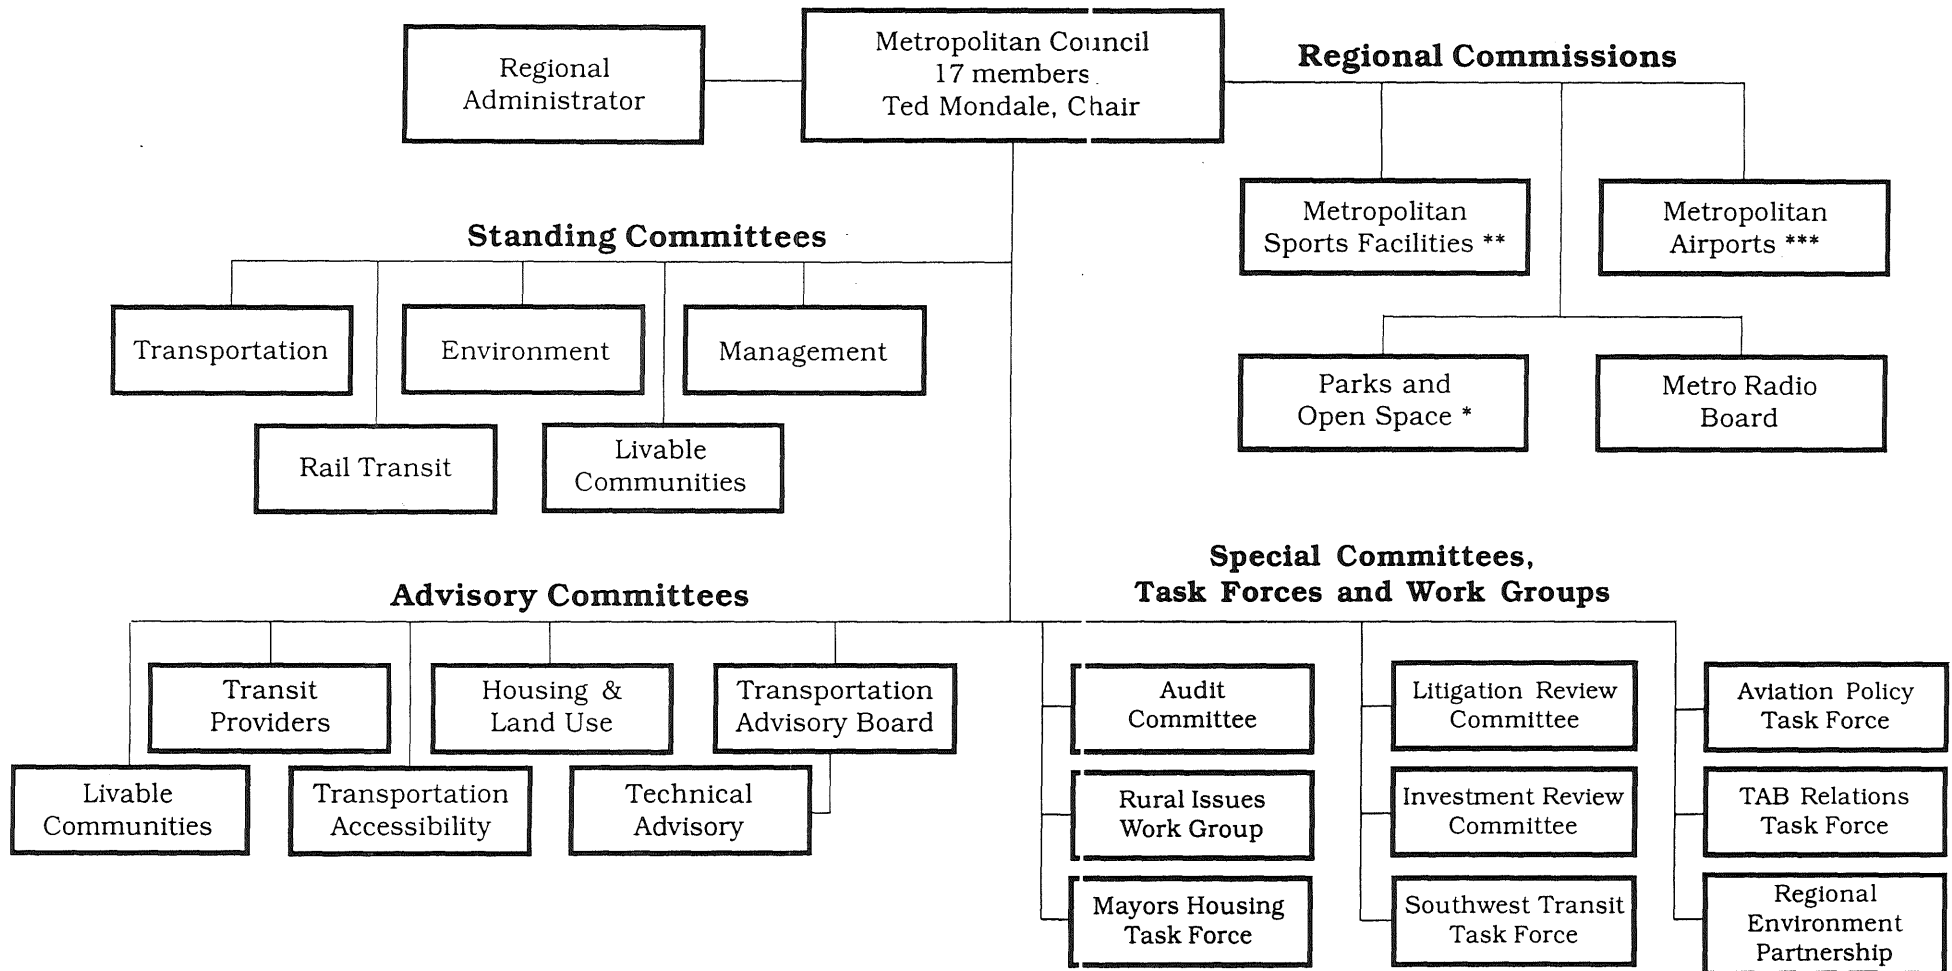 Regional
Administrator
Metropolitan Council
17 members
Ted Mondale, Chair
Regional Commissions
Metropolitan
Sports Facilities **
Metropolitan
Airports ***
Parks and
Open Space *
Metro Radio
Board
Standing Committees
Transportation
Environment
Management
Rail Transit
Livable
Communities
Advisory Committees
Transit
Providers
Housing &
Land Use
Transportation
Advisory Board
Livable
Communities
Transportation
Accessibility
Technical
Advisory
Special Committees,
Task Forces and Work Groups
Audit
Committee
Litigation Review
Committee
Aviation Policy
Task Force
Rural Issues
Work Group
Investment Review
Committee
TAB Relations
Task Force
Mayors Housing
Task Force
Southwest Transit
Task Force
Regional
Environment
Partnership